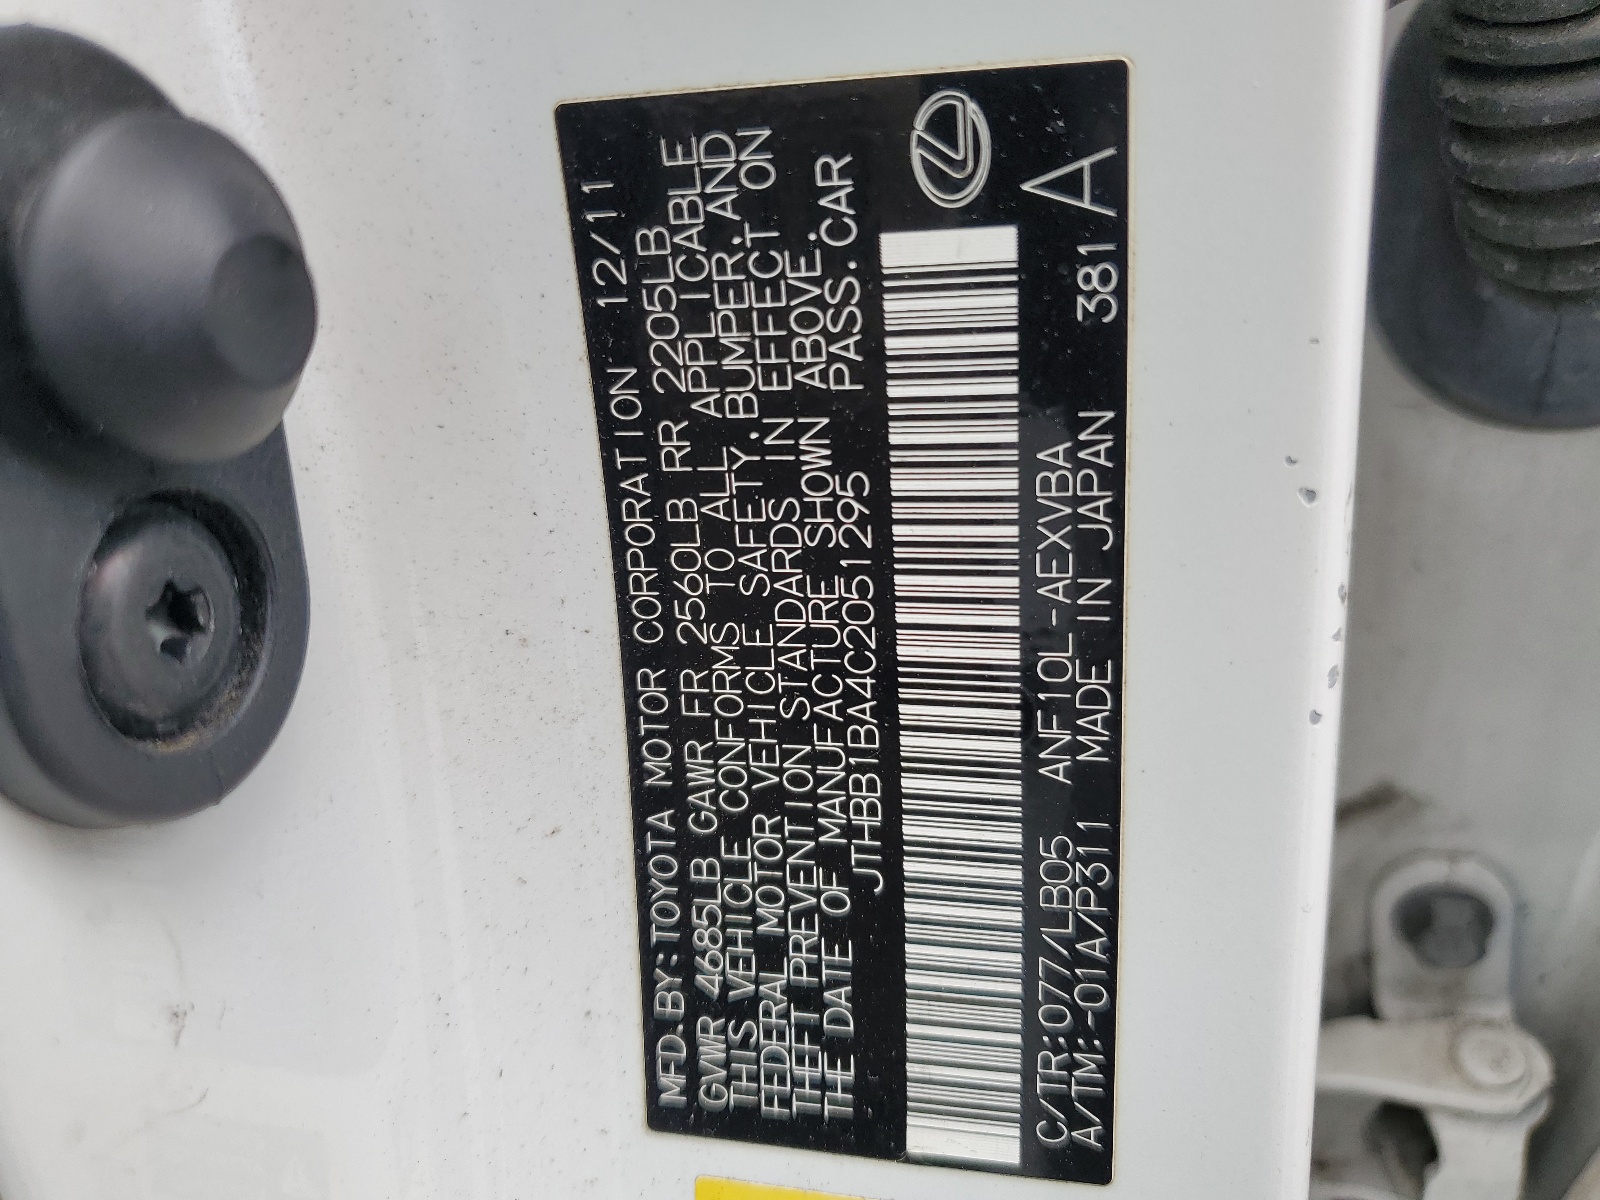 MFD.BY:TOYOTA MOTOR CORPORATION 12/11
GVWR 4685LB GAWR FR 2560LB RR 2205LB
THIS VEHICLE CONFORMS TO ALL APPLICABLE
FEDERAL MOTOR VEHICLE SAFETY, BUMPER, AND
THEFT PREVENTION STANDARDS IN EFFECT ON
THE DATE OF MANUFACTURE SHOWN ABOVE.
JTHBB1BA4C2051295 PASS.CAR
C/TR:077/LB05 ANF10L-AEXVBA
A/TM:-01A/P311 MADE IN JAPAN 381 A